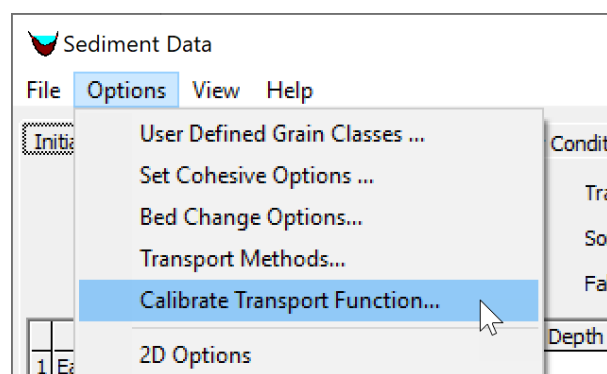 Sediment Data
File Options View Help
User Defined Grain Classes ...
Set Cohesive Options ...
Bed Change Options...
Transport Methods...
Calibrate Transport Function...
2D Options
Depth
1